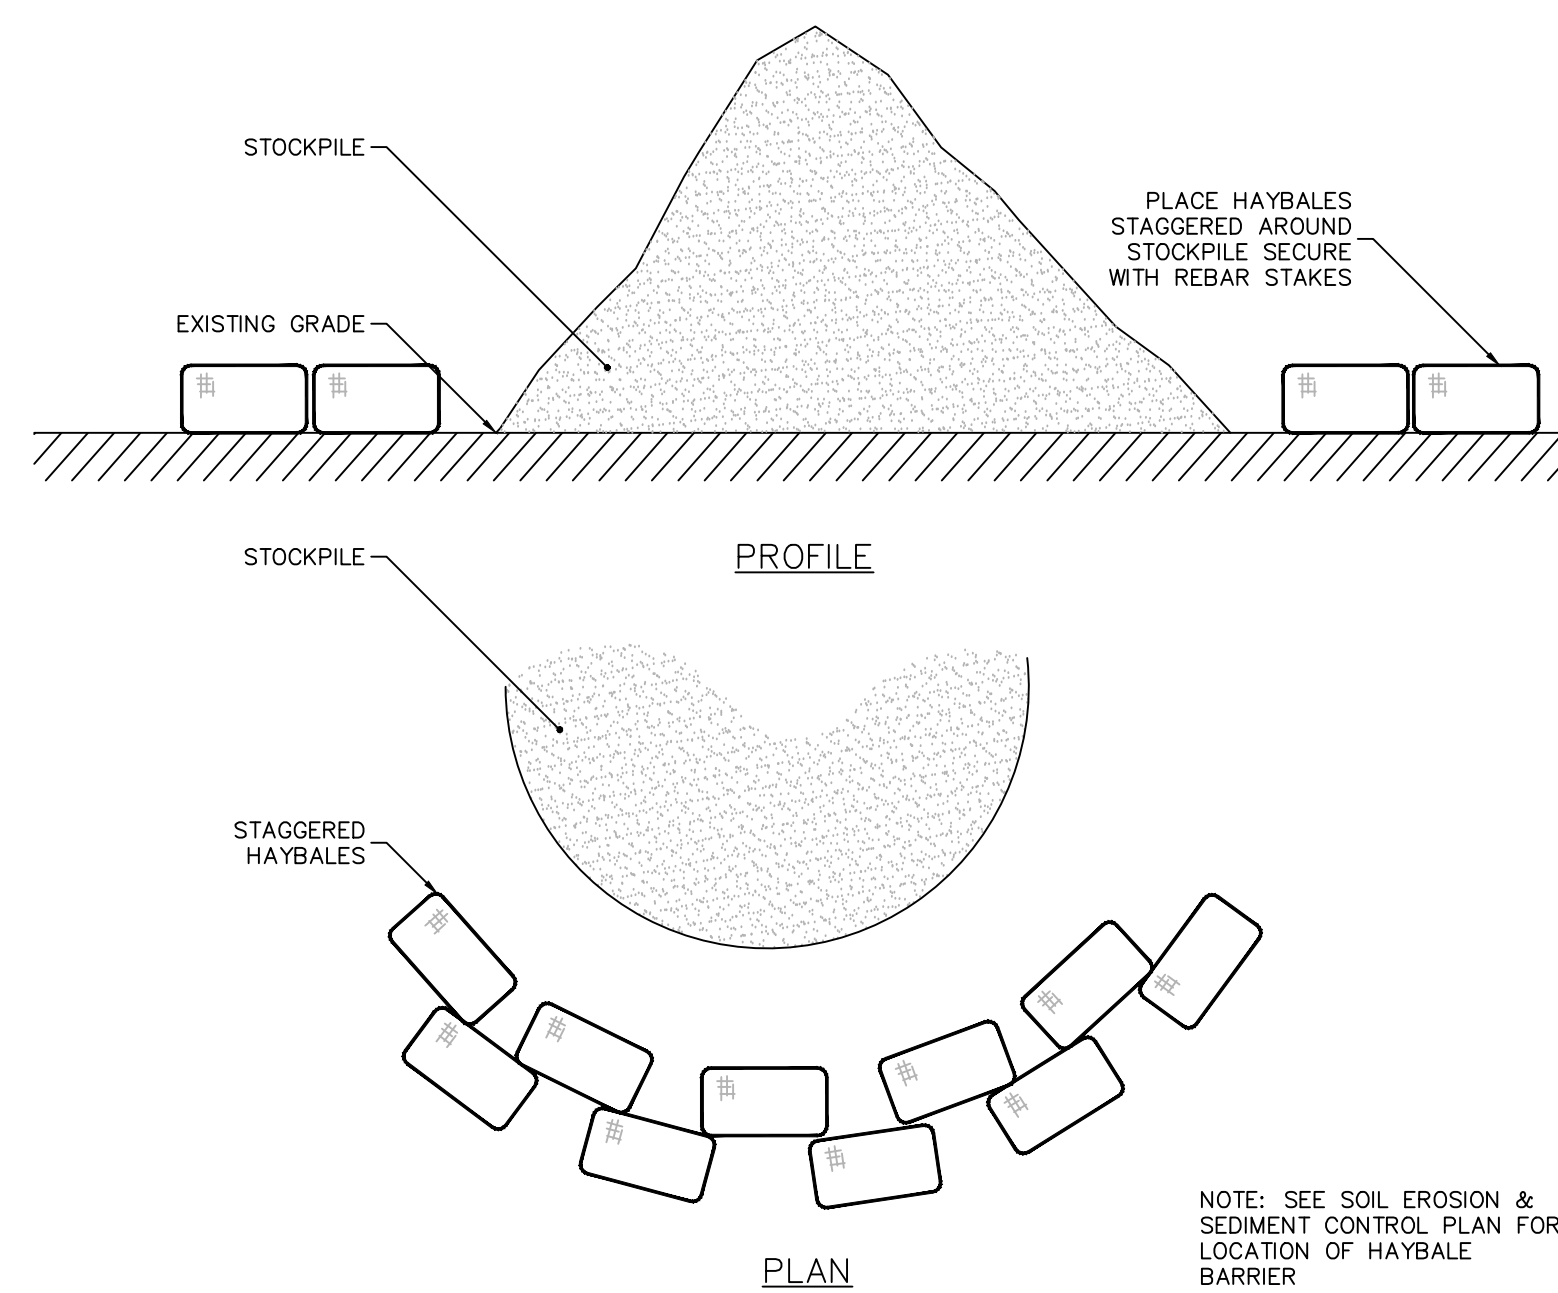 STOCKPILE
PLACE HAYBALES
STAGGERED AROUND
STOCKPILE SECURE
WITH REBAR STAKES
EXISTING GRADE
PROFILE
STOCKPILE
STAGGERED
HAYBALES
NOTE: SEE SOIL EROSION &
SEDIMENT CONTROL PLAN FOR
LOCATION OF HAYBALE
BARRIER
PLAN